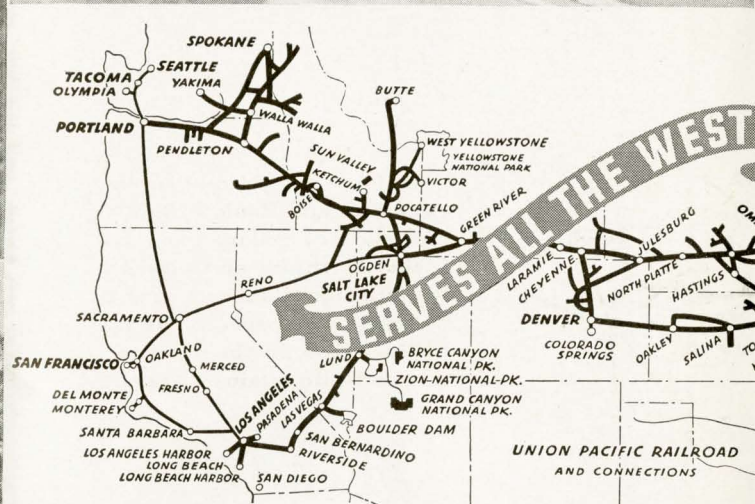 SPOKANE
SEATTLE
TACOMA
OLYMPIA
YAKIMA
WALLA WALLA
PORTLAND
PENDLETON
BUTTE
SUN VALLEY
KETCHUM
BOISE
WEST YELLOWSTONE
YELLOWSTONE
NATIONAL PARK
VICTOR
POCATELLO
GREEN RIVER
SERVES ALL THE WEST
OGDEN
SALT LAKE
CITY
RENO
SACRAMENTO
SAN FRANCISCO
OAKLAND
MERCED
FRESNO
DEL MONTE
MONTEREY
SANTA BARBARA
LOS ANGELES
PASADENA
LAS VEGAS
LOS ANGELES HARBOR
LONG BEACH
LONG BEACH HARBOR
SAN DIEGO
RIVERSIDE
SAN BERNARDINO
BOULDER DAM
LUND
BRYCE CANYON
NATIONAL PK.
ZION NATIONAL PK.
GRAND CANYON
NATIONAL PK.
LARAMIE
CHEYENNE
JULESBURG
NORTH PLATTE
HASTINGS
OM
DENVER
COLORADO
SPRINGS
OAKLEY
SALINA
TO
UNION PACIFIC RAILROAD
AND CONNECTIONS